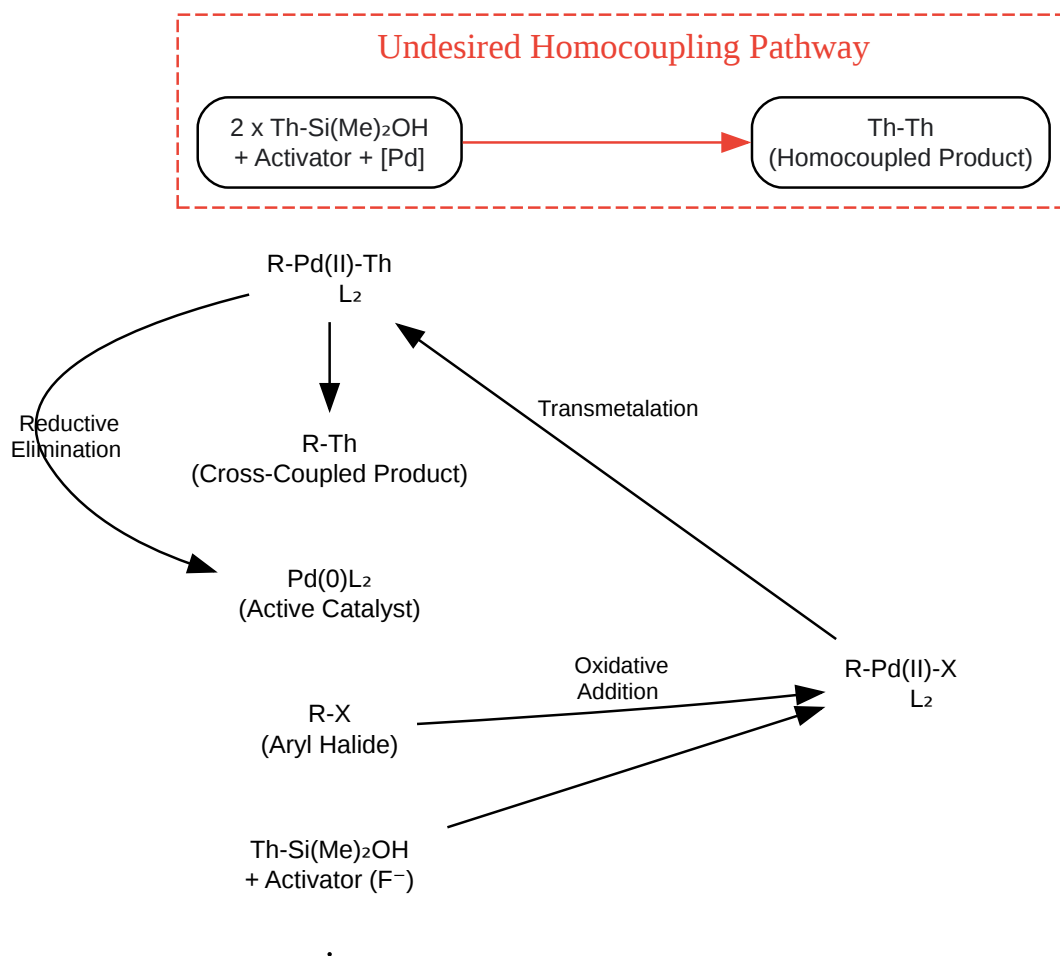 Undesired Homocoupling Pathway
2 x Th-Si(Me)₂OH
+ Activator + [Pd]
Th-Th
(Homocoupled Product)
R-Pd(II)-Th
L₂
Transmetalation
Reductive
Elimination
R-Th
(Cross-Coupled Product)
Pd(0)L₂
(Active Catalyst)
Oxidative
Addition
R-Pd(II)-X
L₂
R-X
(Aryl Halide)
Th-Si(Me)₂OH
+ Activator (F⁻)